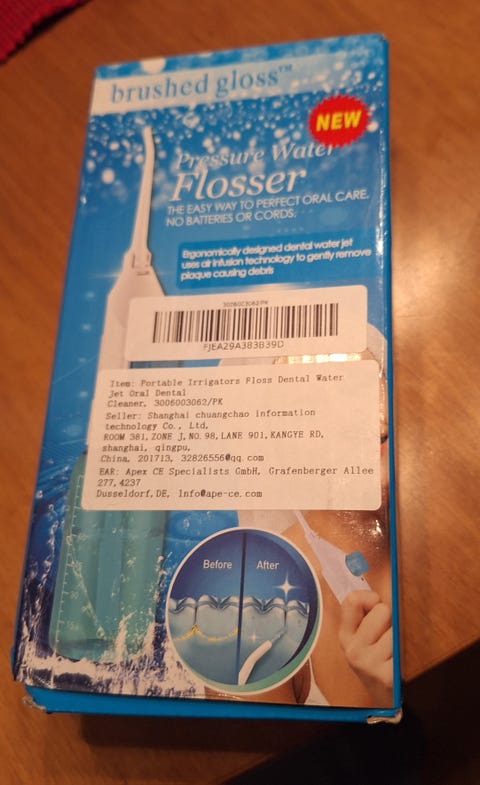 brushed gloss™
NEW
Pressure Water
Flosser
THE EASY WAY TO PERFECT ORAL CARE.
NO BATTERIES OR CORDS.
Ergonomically designed dental water jet
uses air infusion technology to gently remove
plaque causing debris
3006003062/PK
FJEA29A383B39D
Item: Portable Irrigators Floss Dental Water
Jet Oral Dental
Cleaner, 3006003062/PK
Seller: Shanghai chuangchao information
technology Co., Ltd,
ROOM 381, ZONE J, NO. 98, LANE 901, KANGYE RD,
shanghai, qingpu,
China, 201713, 32826556@qq.com
EAR: Apex CE Specialists GmbH, Grafenberger Allee
277, 4237
Dusseldorf, DE, Info@ape-ce.com
Before
After